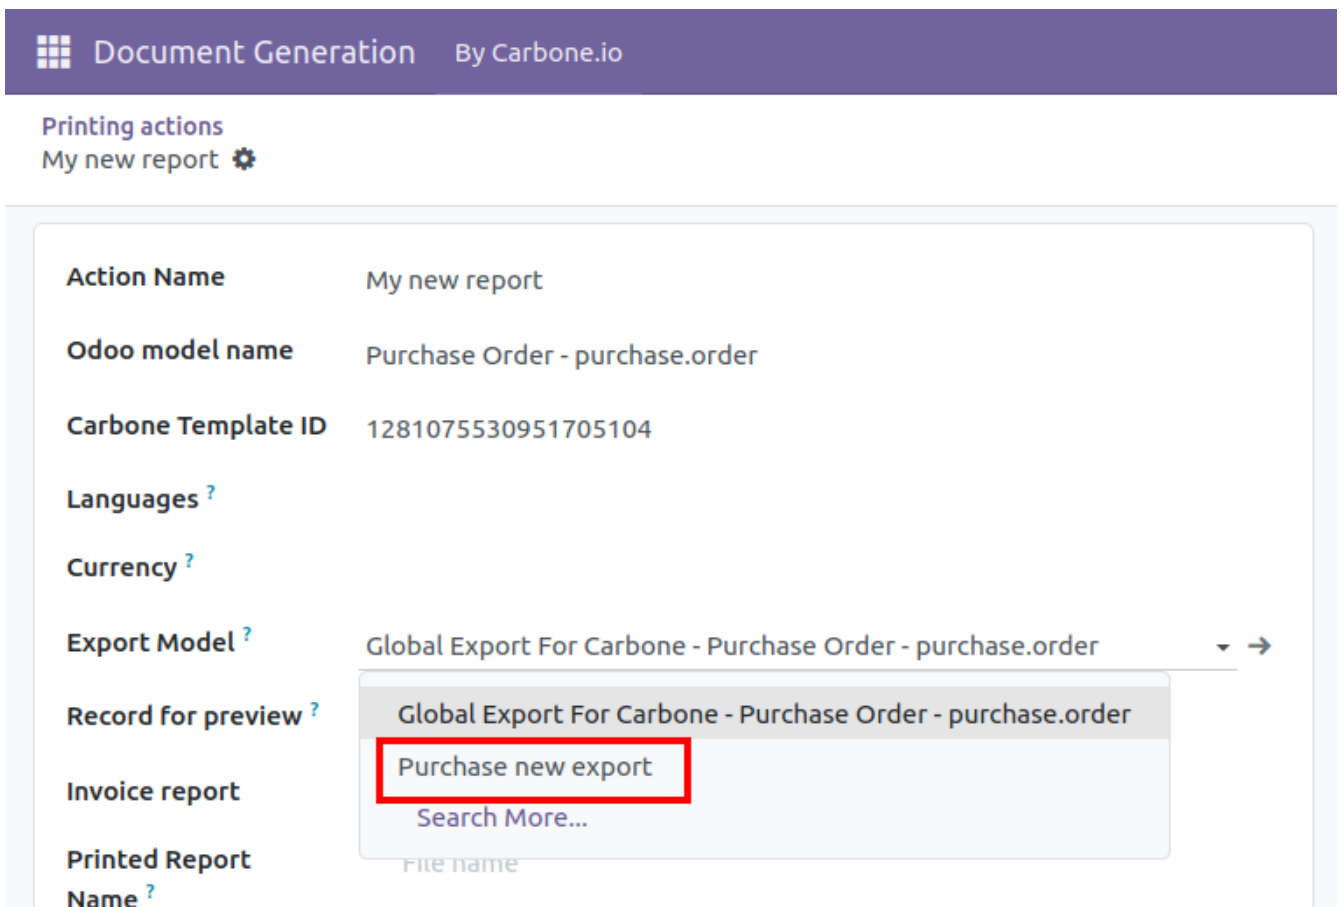 Document Generation By Carbone.io
Printing actions
My new report
Action Name My new report
Odoo model name Purchase Order - purchase.order
Carbone Template ID 1281075530951705104
Languages ?
Currency ?
Export Model ? Global Export For Carbone - Purchase Order - purchase.order
Record for preview ? Global Export For Carbone - Purchase Order - purchase.order
Purchase new export
Invoice report
Search More...
Printed Report File name
Name ?